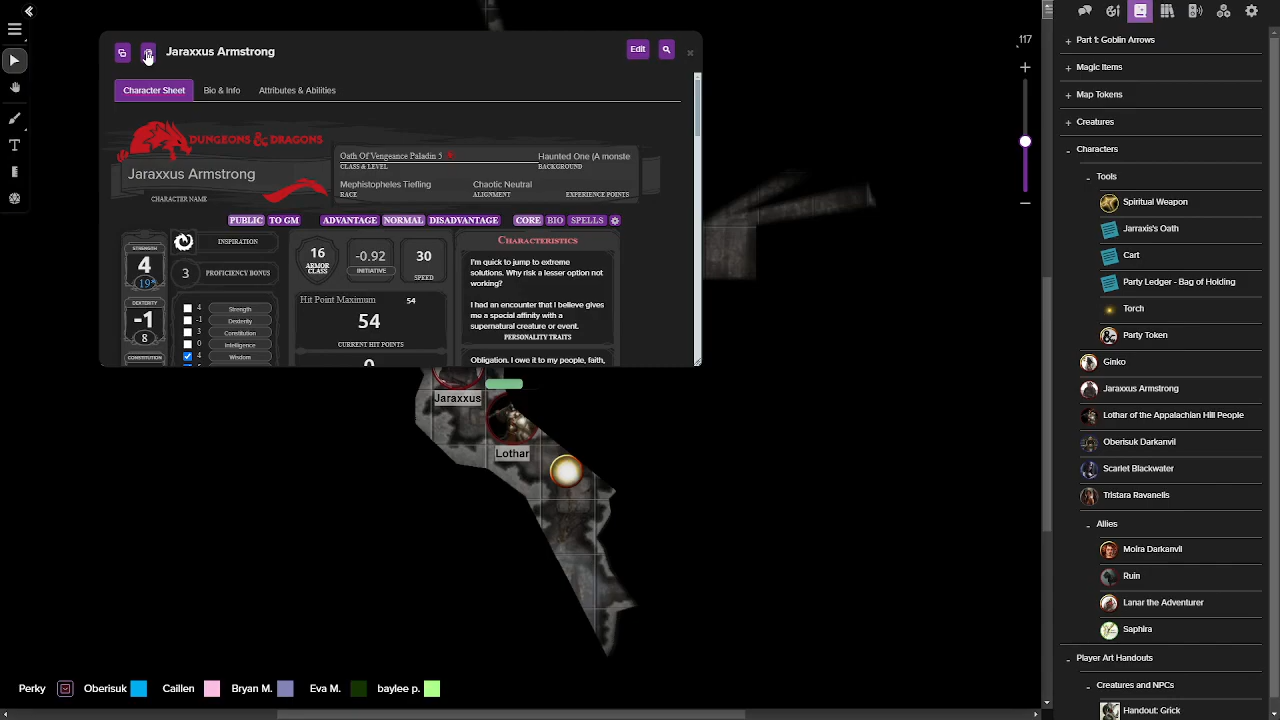 Jaraxxus Armstrong
Edit
Character Sheet
Bio & Info
Attributes & Abilities
DUNGEONS & DRAGONS
Jaraxxus Armstrong
CHARACTER NAME
Oath Of Vengeance Paladin 5
CLASS & LEVEL
Haunted One (A monste
BACKGROUND
Mephistopheles Tiefling
RACE
Chaotic Neutral
ALIGNMENT
EXPERIENCE POINTS
PUBLIC TO GM
ADVANTAGE NORMAL DISADVANTAGE
CORE BIO SPELLS
STRENGTH
4
19
DEXTERITY
-1
8
CONSTITUTION
INSPIRATION
3 PROFICIENCY BONUS
4 Strength
-1 Dexterity
3 Constitution
0 Intelligence
4 Wisdom
16
ARMOR
CLASS
-0.92
INITIATIVE
30
SPEED
Hit Point Maximum 54
54
CURRENT HIT POINTS
0
CHARACTERISTICS
I'm quick to jump to extreme
solutions. Why risk a lesser option not
working?
I had an encounter that I believe gives
me a special affinity with a
supernatural creature or event.
PERSONALITY TRAITS
Obligation. I owe it to my people, faith,
Jaraxxus
Lothar
117
Part 1: Goblin Arrows
Magic Items
Map Tokens
Creatures
Characters
Tools
Spiritual Weapon
Jarraxis's Oath
Cart
Party Ledger - Bag of Holding
Torch
Party Token
Ginko
Jaraxxus Armstrong
Lothar of the Appalachian Hill People
Oberisuk Darkanvil
Scarlet Blackwater
Tristara Ravanelis
Allies
Moira Darkanvil
Ruin
Lanar the Adventurer
Saphira
Player Art Handouts
Creatures and NPCs
Handout: Grick
Perky
Oberisuk
Caillen
Bryan M.
Eva M.
baylee p.